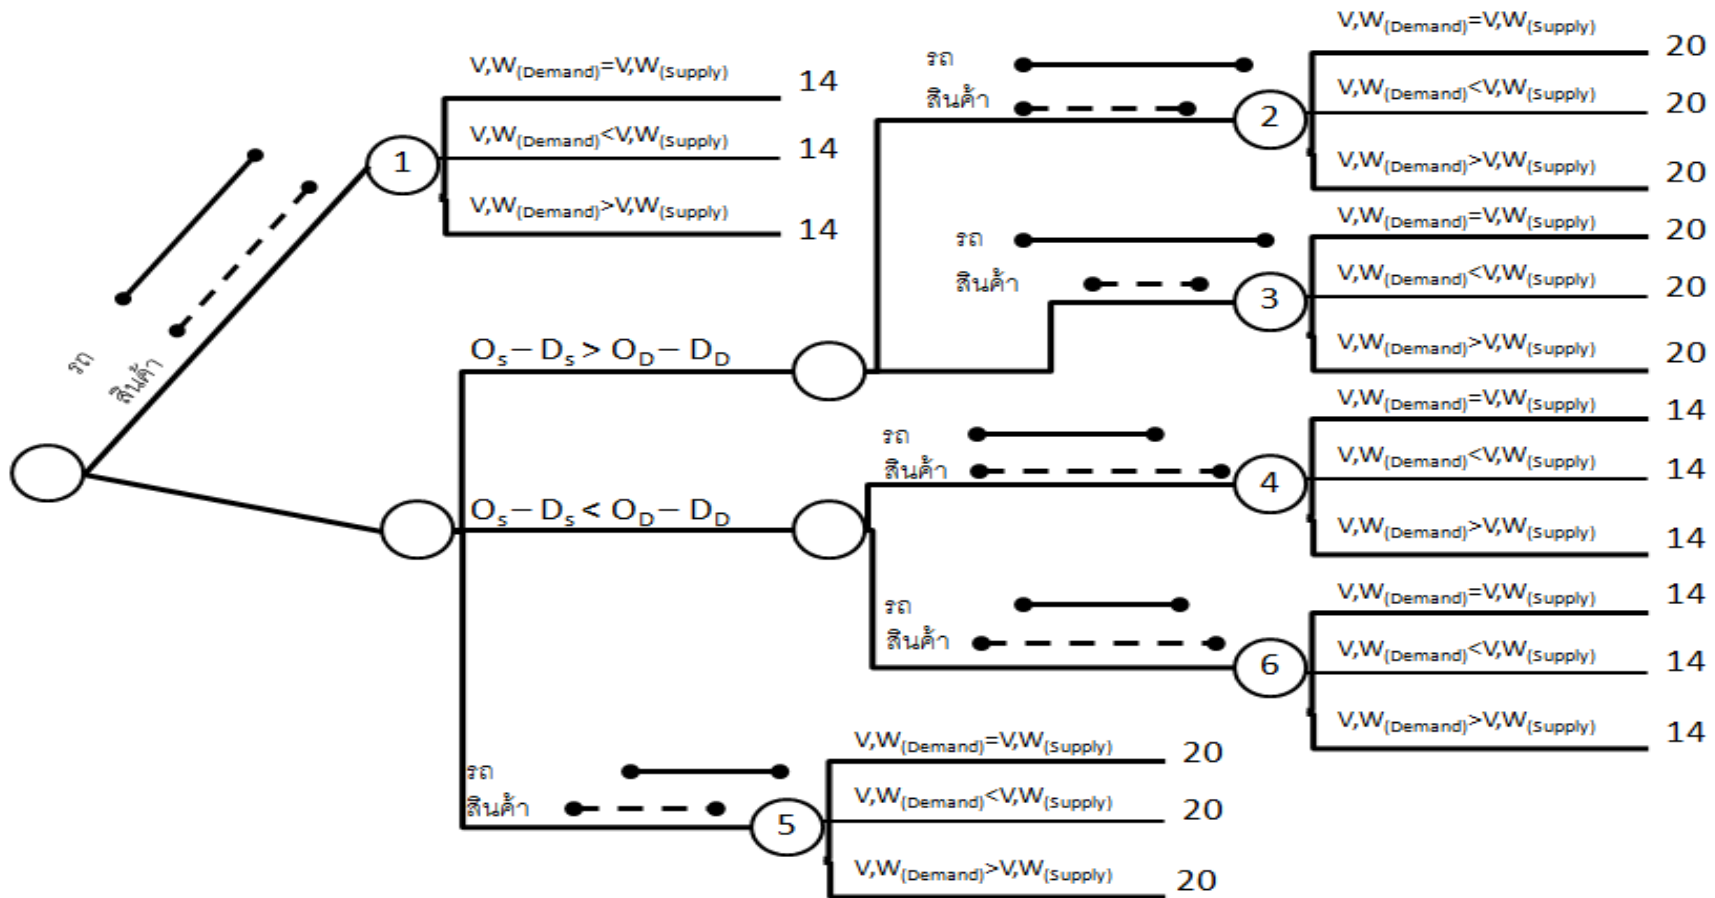 V,W(Demand)=V,W(Supply) 14
V,W(Demand)<V,W(Supply) 14
V,W(Demand)>V,W(Supply) 14
1
รถ
สินค้า
รถ
สินค้า
2
V,W(Demand)=V,W(Supply) 20
V,W(Demand)<V,W(Supply) 20
V,W(Demand)>V,W(Supply) 20
รถ
สินค้า
3
V,W(Demand)=V,W(Supply) 20
V,W(Demand)<V,W(Supply) 20
V,W(Demand)>V,W(Supply) 20
Os – Ds > OD – DD
Os – Ds < OD – DD
รถ
สินค้า
4
V,W(Demand)=V,W(Supply) 14
V,W(Demand)<V,W(Supply) 14
V,W(Demand)>V,W(Supply) 14
รถ
สินค้า
6
V,W(Demand)=V,W(Supply) 14
V,W(Demand)<V,W(Supply) 14
V,W(Demand)>V,W(Supply) 14
รถ
สินค้า
5
V,W(Demand)=V,W(Supply) 20
V,W(Demand)<V,W(Supply) 20
V,W(Demand)>V,W(Supply) 20